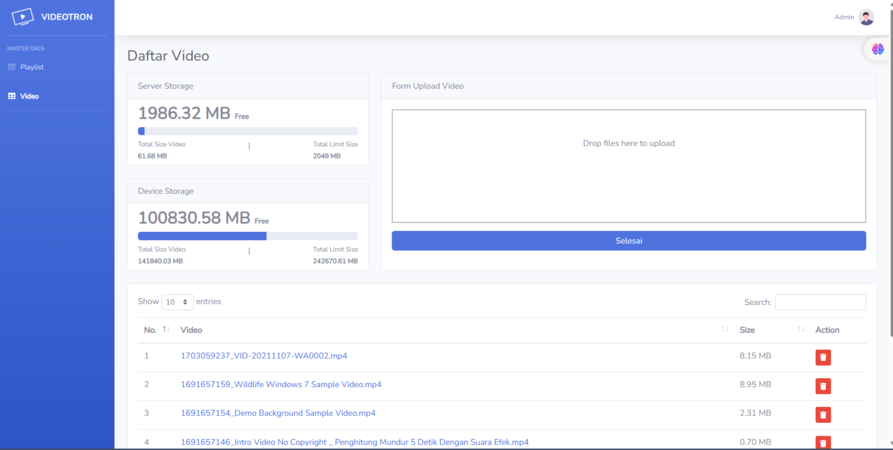 VIDEOTRON
Admin
MASTER DATA
Playlist
Video
Daftar Video
Server Storage
1986.32 MB Free
Total Size Video | Total Limit Size
61.68 MB 2048 MB
Device Storage
100830.58 MB Free
Total Size Video | Total Limit Size
141840.03 MB 242670.61 MB
Form Upload Video
Drop files here to upload
Selesai
Show 10 entries
Search:
No. Video Size Action
1 1703059237_VID-20211107-WA0002.mp4 8.15 MB
2 1691657159_Wildlife Windows 7 Sample Video.mp4 8.95 MB
3 1691657154_Demo Background Sample Video.mp4 2.31 MB
4 1691657146_Intro Video No Copyright _ Penghitung Mundur 5 Detik Dengan Suara Efek.mp4 0.70 MB